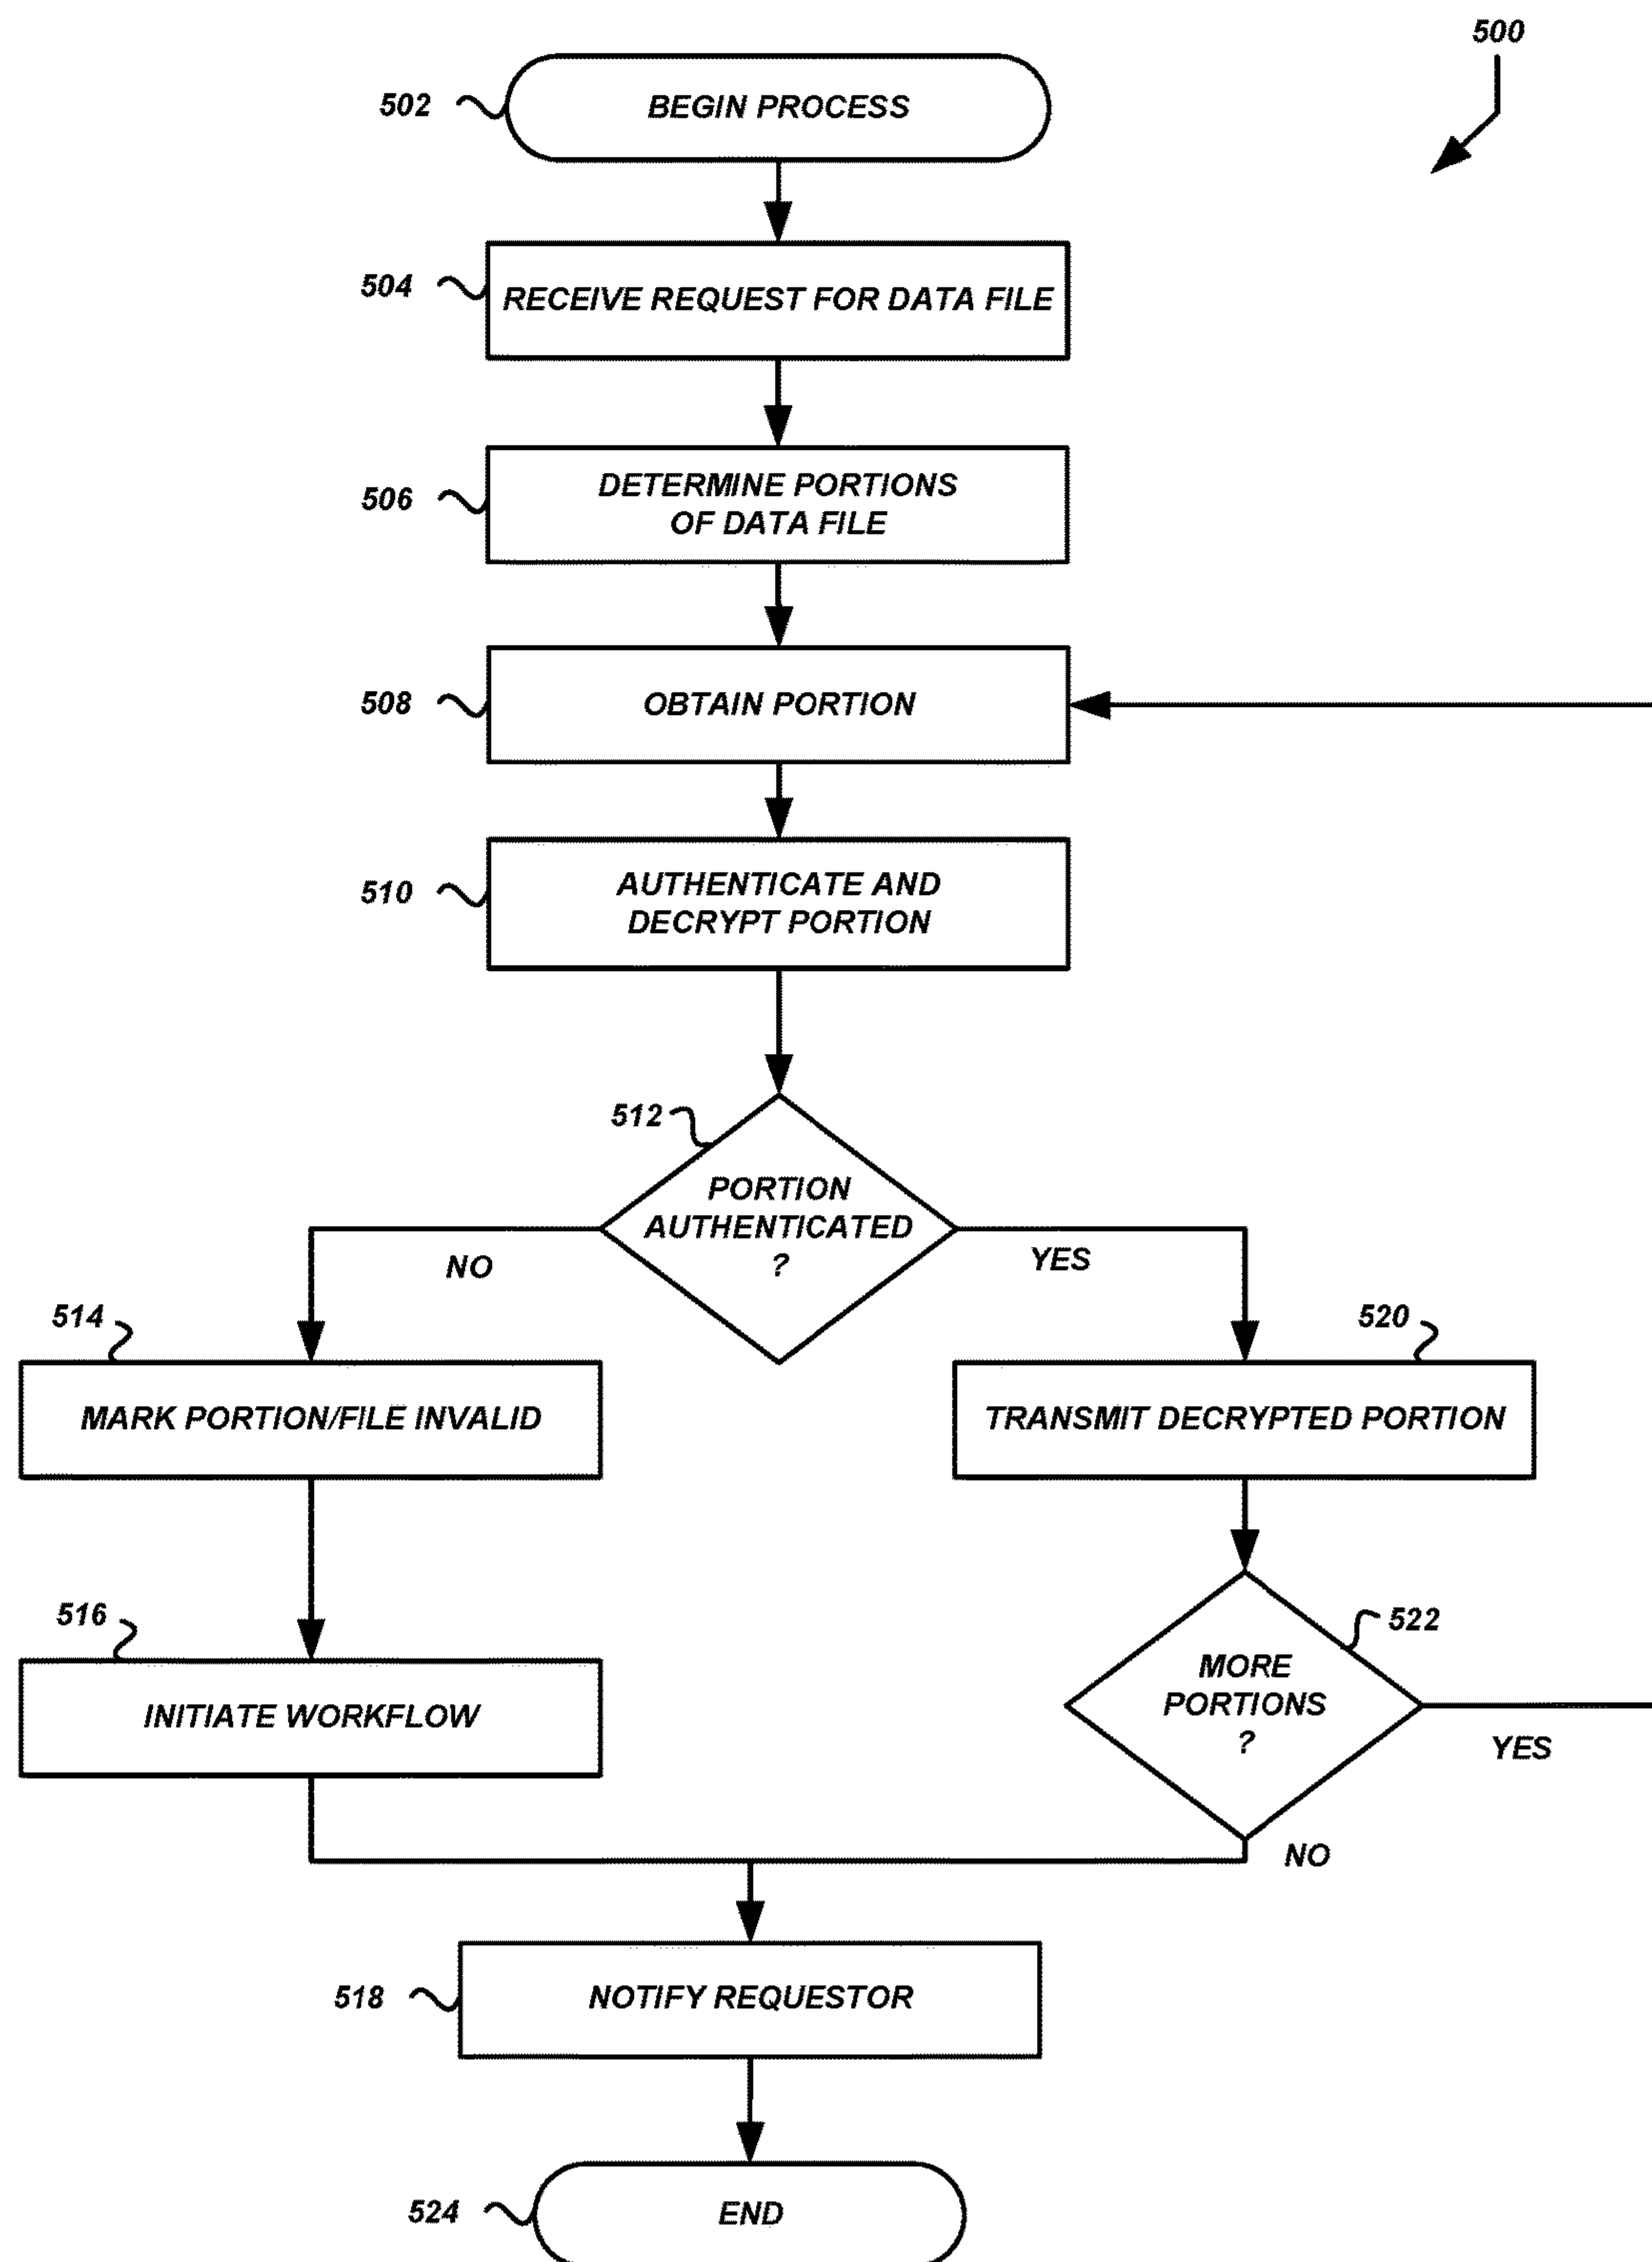 500
502
BEGIN PROCESS
504
RECEIVE REQUEST FOR DATA FILE
506
DETERMINE PORTIONS
OF DATA FILE
508
OBTAIN PORTION
510
AUTHENTICATE AND
DECRYPT PORTION
512
PORTION
AUTHENTICATED
?
NO
YES
514
MARK PORTION/FILE INVALID
520
TRANSMIT DECRYPTED PORTION
516
INITIATE WORKFLOW
522
MORE
PORTIONS
?
YES
NO
518
NOTIFY REQUESTOR
524
END